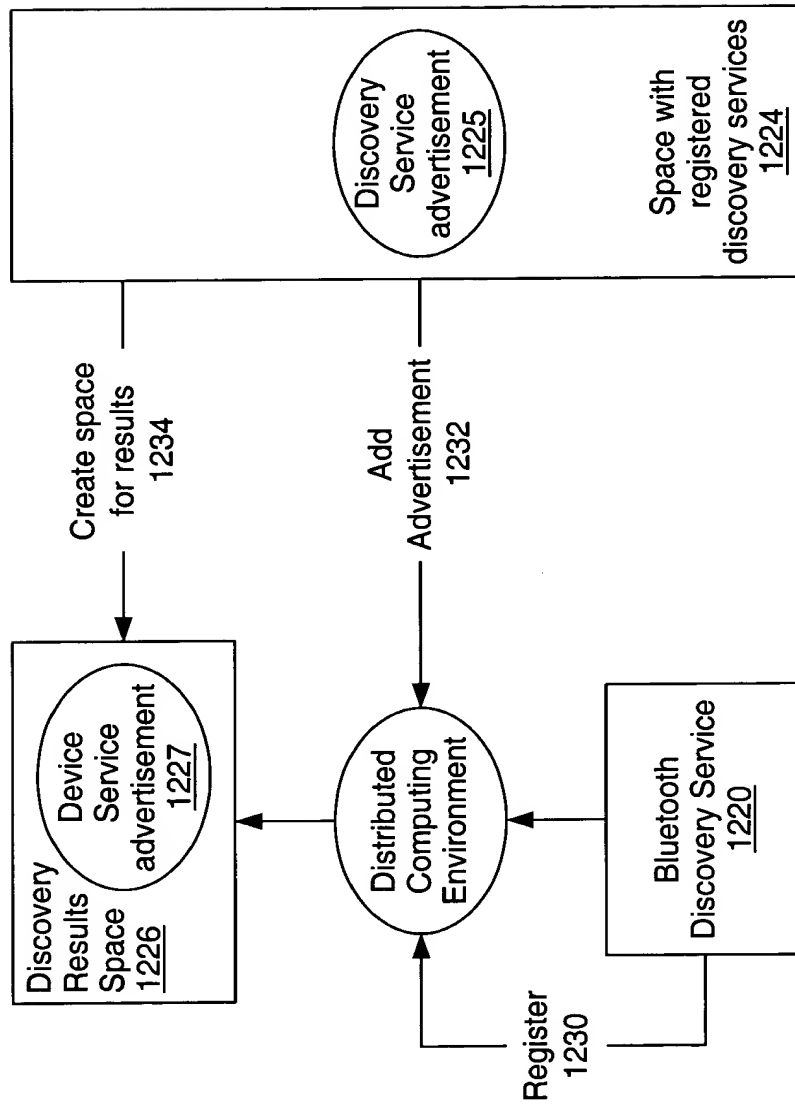 Discovery
Results
Space
1226
Device
Service
advertisement
1227
Create space
for results
1234
Distributed
Computing
Environment
Add
Advertisement
1232
Discovery
Service
advertisement
1225
Register
1230
Bluetooth
Discovery Service
1220
Space with
registered
discovery services
1224